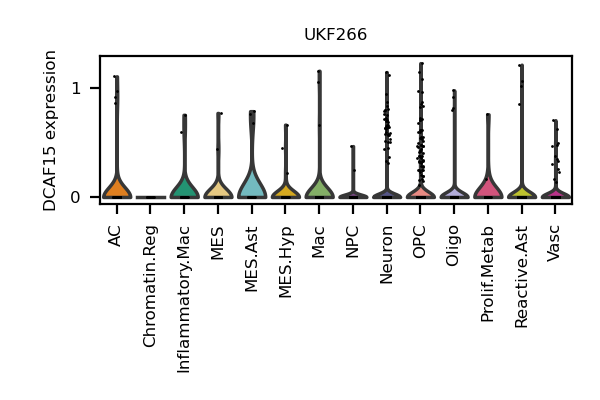 UKF266
DCAF15 expression
1
0
AC
Chromatin.Reg
Inflammatory.Mac
MES
MES.Ast
MES.Hyp
Mac
NPC
Neuron
OPC
Oligo
Prolif.Metab
Reactive.Ast
Vasc